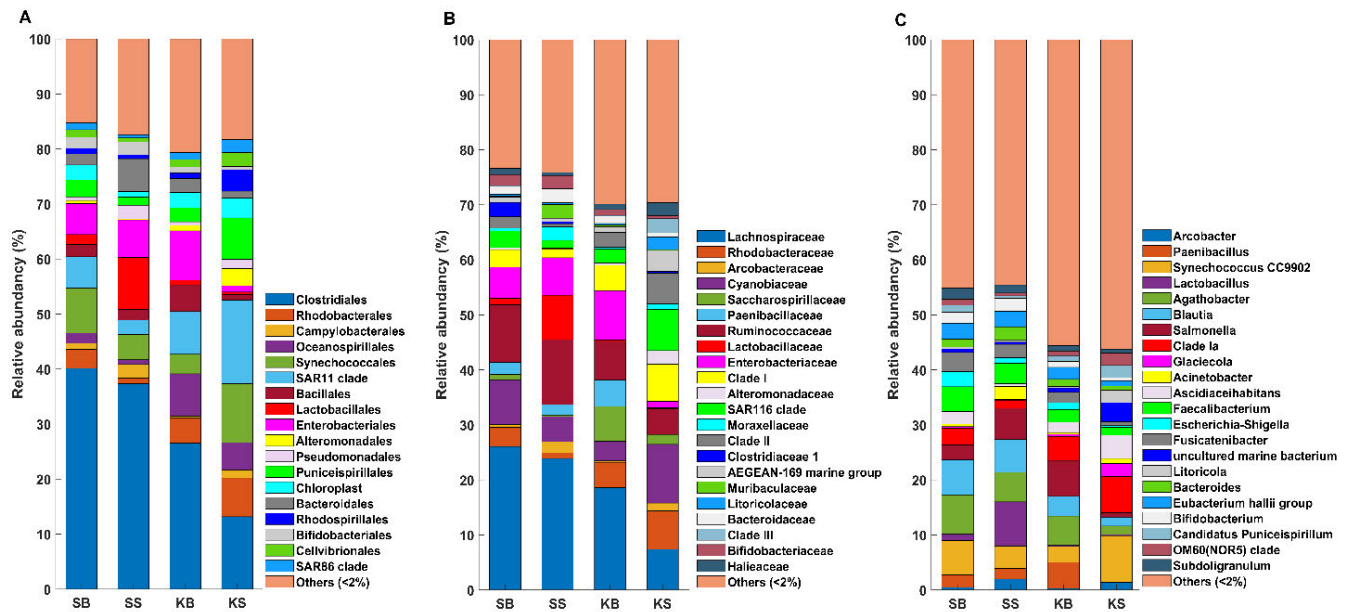 A
Relative abundancy (%)
100
90
80
70
60
50
40
30
20
10
0
SB SS KB KS
Clostridiales
Rhodobacterales
Campylobacterales
Oceanospirillales
Synechococcales
SAR11 clade
Bacillales
Lactobacillales
Enterobacteriales
Alteromonadales
Pseudomonadales
Puniceispirillales
Chloroplast
Bacteroidales
Rhodospirillales
Bifidobacteriales
Cellvibrionales
SAR86 clade
Others (<2%)
B
Relative abundancy (%)
100
90
80
70
60
50
40
30
20
10
0
SB SS KB KS
Lachnospiraceae
Rhodobacteraceae
Arcobacteraceae
Cyanobiaceae
Saccharospirillaceae
Paenibacillaceae
Ruminococcaceae
Lactobacillaceae
Enterobacteriaceae
Clade I
Alteromonadaceae
SAR116 clade
Moraxellaceae
Clade II
Clostridiaceae 1
AEGEAN-169 marine group
Muribaculaceae
Litoricolaceae
Bacteroidaceae
Clade III
Bifidobacteriaceae
Halieaceae
Others (<2%)
C
Relative abundancy (%)
100
90
80
70
60
50
40
30
20
10
0
SB SS KB KS
Arcobacter
Paenibacillus
Synechococcus CC9902
Lactobacillus
Agathobacter
Blautia
Salmonella
Clade Ia
Glaciecola
Acinetobacter
Ascidiaceihabitans
Faecalibacterium
Escherichia-Shigella
Fusicatenibacter
uncultured marine bacterium
Litoricola
Bacteroides
Eubacterium hallii group
Bifidobacterium
Candidatus Puniceispirillum
OM60(NOR5) clade
Subdoligranulum
Others (<2%)